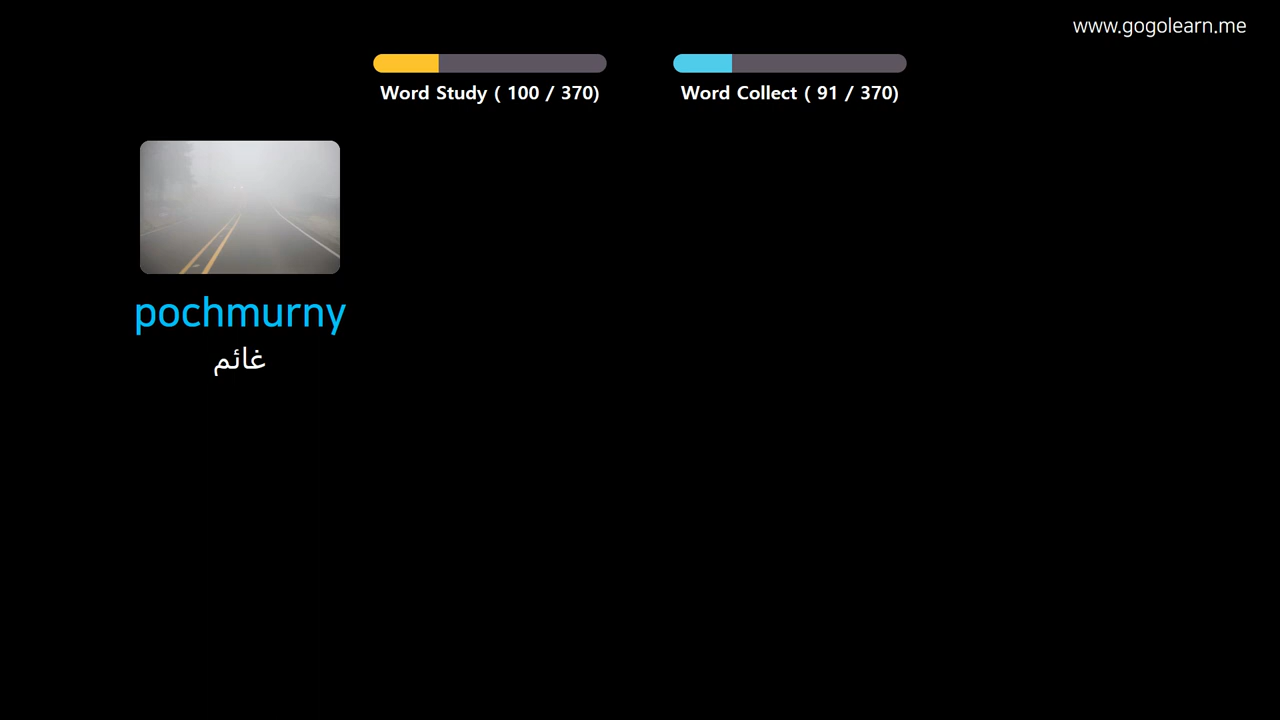 www.gogolearn.me
Word Study ( 100 / 370)
Word Collect ( 91 / 370)
pochmurny
غائم